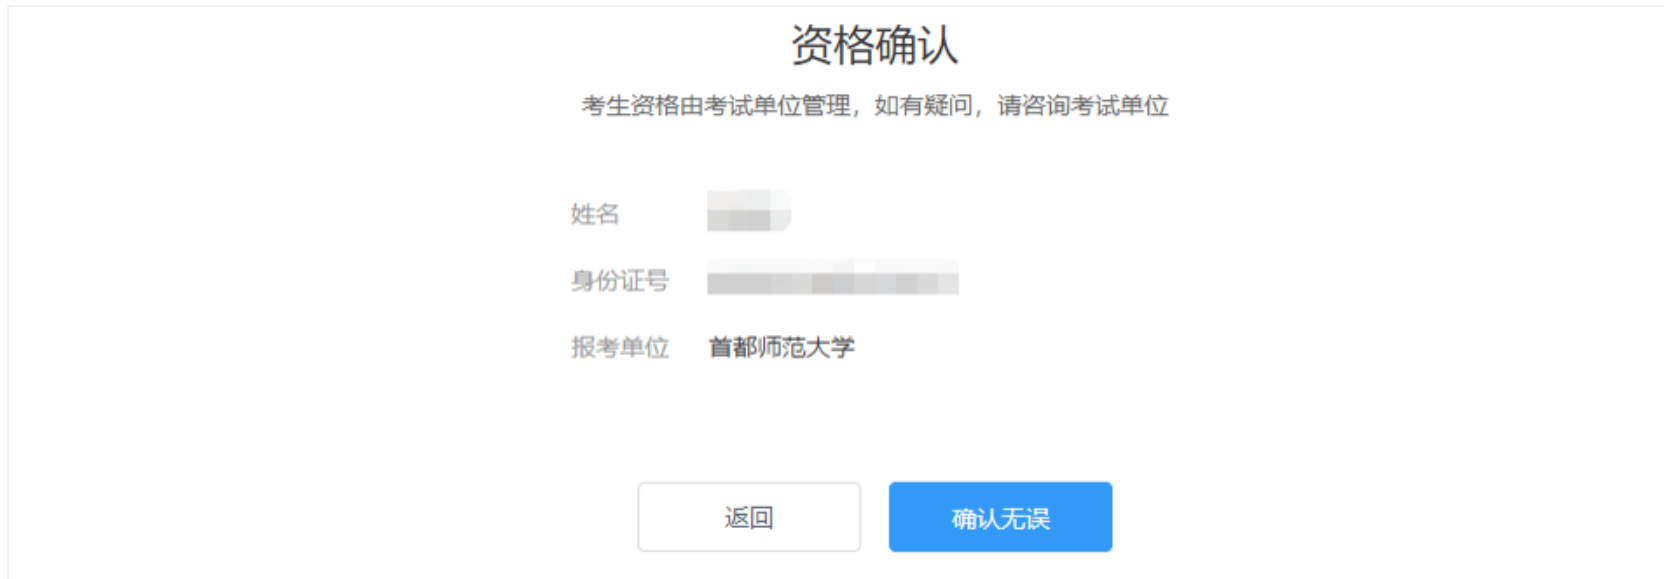 资格确认
考生资格由考试单位管理，如有疑问，请咨询考试单位
姓名
身份证号
报考单位 首都师范大学
返回 确认无误